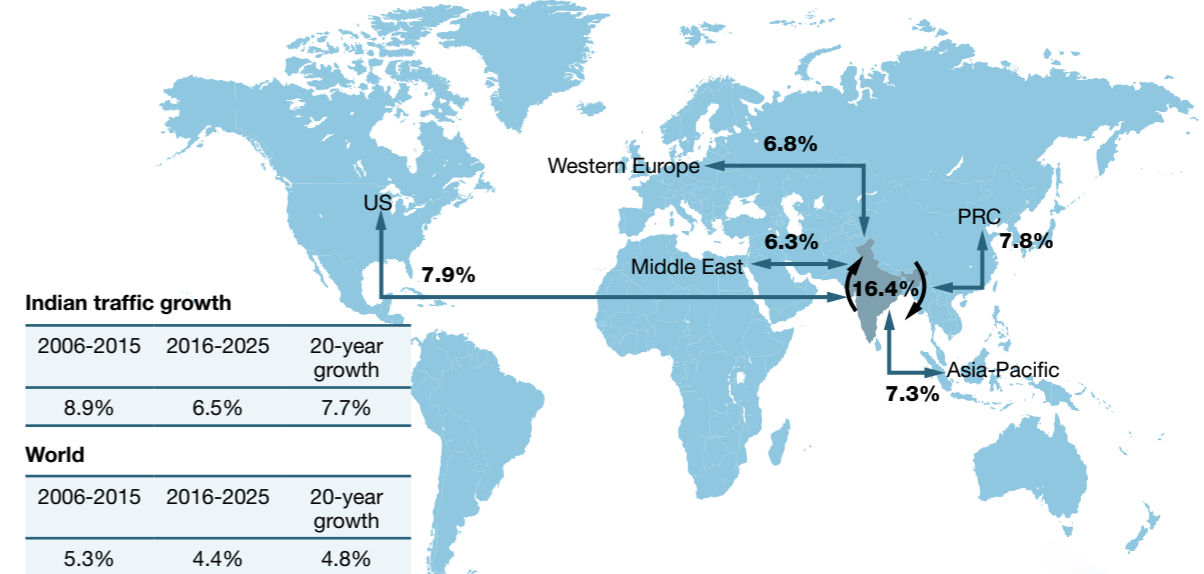 6.8%
Western Europe
US
PRC
7.8%
6.3%
Middle East
7.9%
16.4%
Indian traffic growth
2006-2015 2016-2025 20-year
growth
8.9% 6.5% 7.7%
Asia-Pacific
7.3%
World
2006-2015 2016-2025 20-year
growth
5.3% 4.4% 4.8%